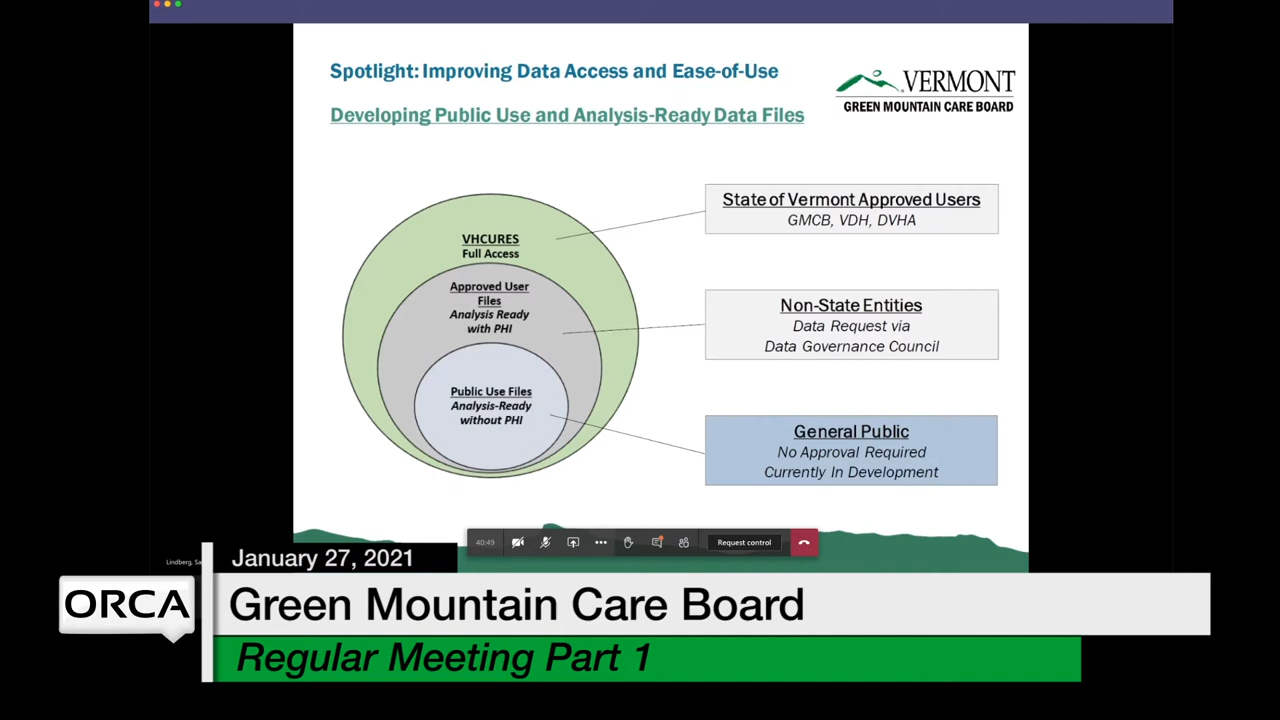 Spotlight: Improving Data Access and Ease-of-Use
Developing Public Use and Analysis-Ready Data Files
VERMONT
GREEN MOUNTAIN CARE BOARD
VHCURES
Full Access
Approved User
Files
Analysis Ready
with PHI
Public Use Files
Analysis-Ready
without PHI
State of Vermont Approved Users
GMCB, VDH, DVHA
Non-State Entities
Data Request via
Data Governance Council
General Public
No Approval Required
Currently In Development
40:49
Request control
Lindberg, Sa
January 27, 2021
ORCA
Green Mountain Care Board
Regular Meeting Part 1